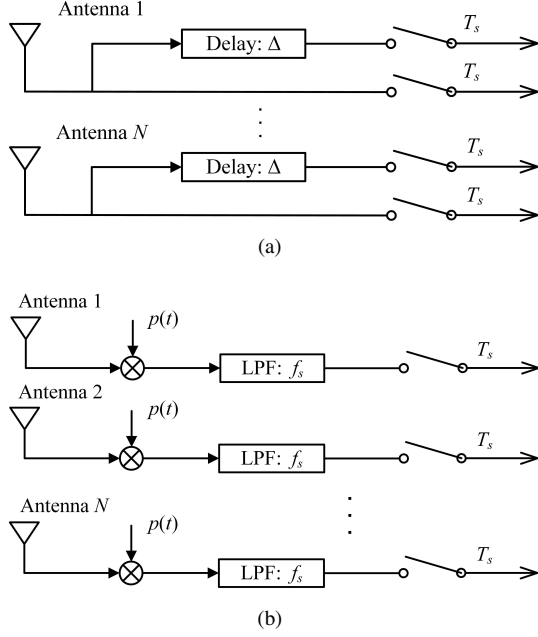 Antenna 1
Delay: Δ
T_s
T_s
Antenna N
Delay: Δ
T_s
T_s
(a)
Antenna 1
p(t)
LPF: f_s
T_s
Antenna 2
p(t)
LPF: f_s
T_s
Antenna N
p(t)
LPF: f_s
T_s
(b)